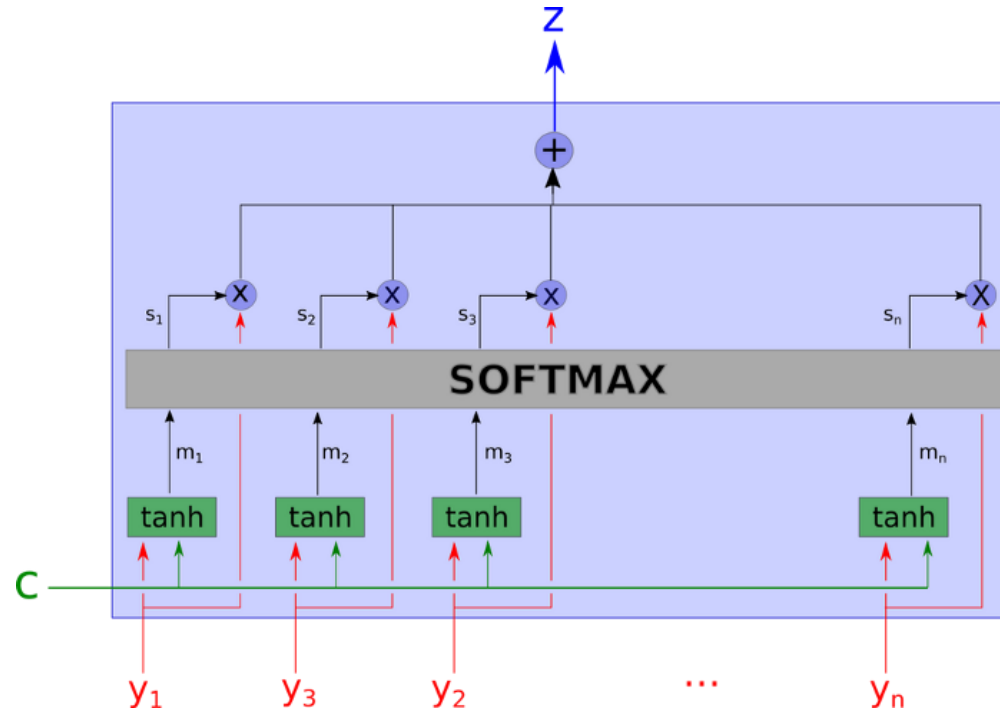 z
+
x x x x
s₁ s₂ s₃ sₙ
SOFTMAX
m₁ m₂ m₃ mₙ
tanh tanh tanh tanh
C
y₁ y₃ y₂ ... yₙ